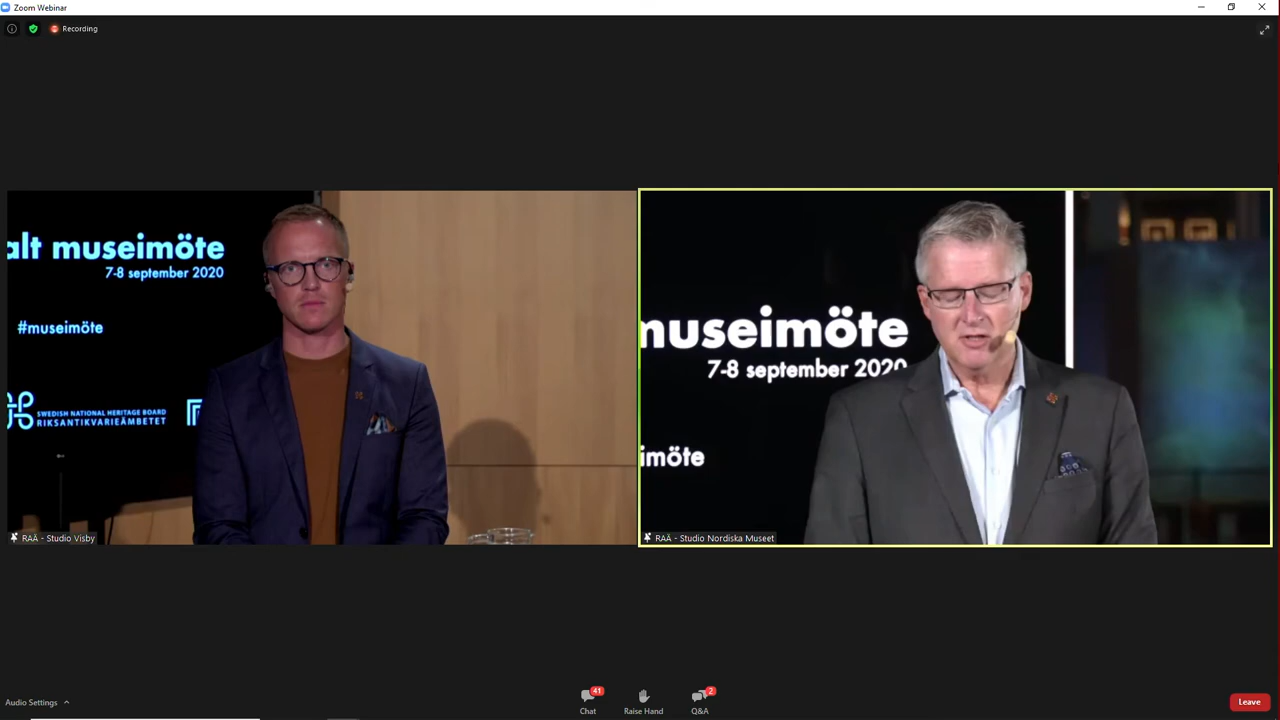 Zoom Webinar
Recording
alt museimöte
7-8 september 2020
#museimöte
SWEDISH NATIONAL HERITAGE BOARD
RIKSANTIKVARIEÄMBETET
RAÄ - Studio Visby
museimöte
7-8 september 2020
imöte
RAÄ - Studio Nordiska Museet
Audio Settings
41
Chat
Raise Hand
2
Q&A
Leave